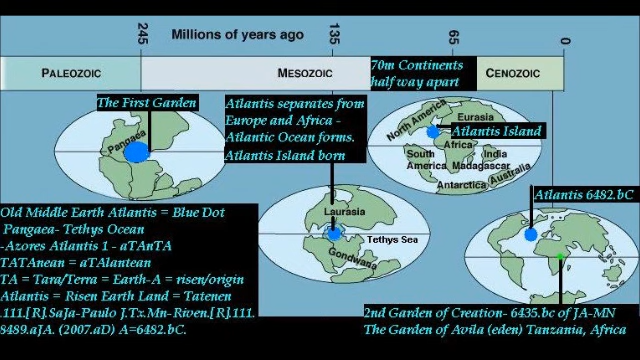 Millions of years ago
245
135
65
0
PALEOZOIC
MESOZOIC
CENOZOIC
70m Continents
half way apart
The First Garden
Pangaea
Atlantis separates from
Europe and Africa -
Atlantic Ocean forms.
Atlantis Island born
North America
Eurasia
Atlantis Island
Africa
South
America
India
Madagascar
Australia
Antarctica
Laurasia
Tethys Sea
Gondwana
Atlantis 6482.bC
Old Middle Earth Atlantis = Blue Dot
Pangaea- Tethys Ocean
-Azores Atlantis 1 - aTAnTA
TATAnean = aTAlantean
TA = Tara/Terra = Earth-A = risen/origin
Atlantis = Risen Earth Land = Tatenen
.111.[R].SaJa-Paulo J.Tx.Mn-Riven.[R].111.
8489.aJA. (2007.aD) A=6482.bC.
2nd Garden of Creation- 6435.bc of JA-MN
The Garden of Avila (eden) Tanzania, Africa